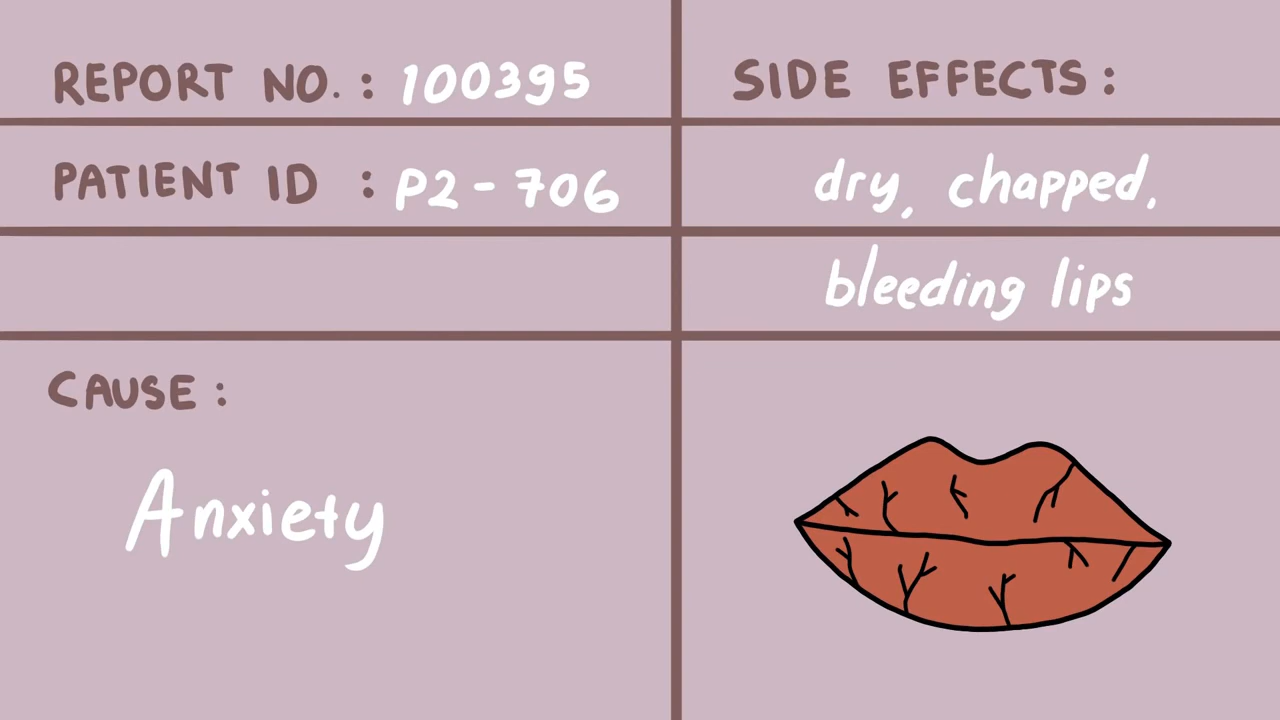 REPORT NO. : 100395
PATIENT ID : P2-706
CAUSE :
Anxiety
SIDE EFFECTS :
dry, chapped,
bleeding lips